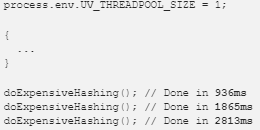 process.env.UV_THREADPOOL_SIZE = 1;
{
...
}
doExpensiveHashing(); // Done in 936ms
doExpensiveHashing(); // Done in 1865ms
doExpensiveHashing(); // Done in 2813ms